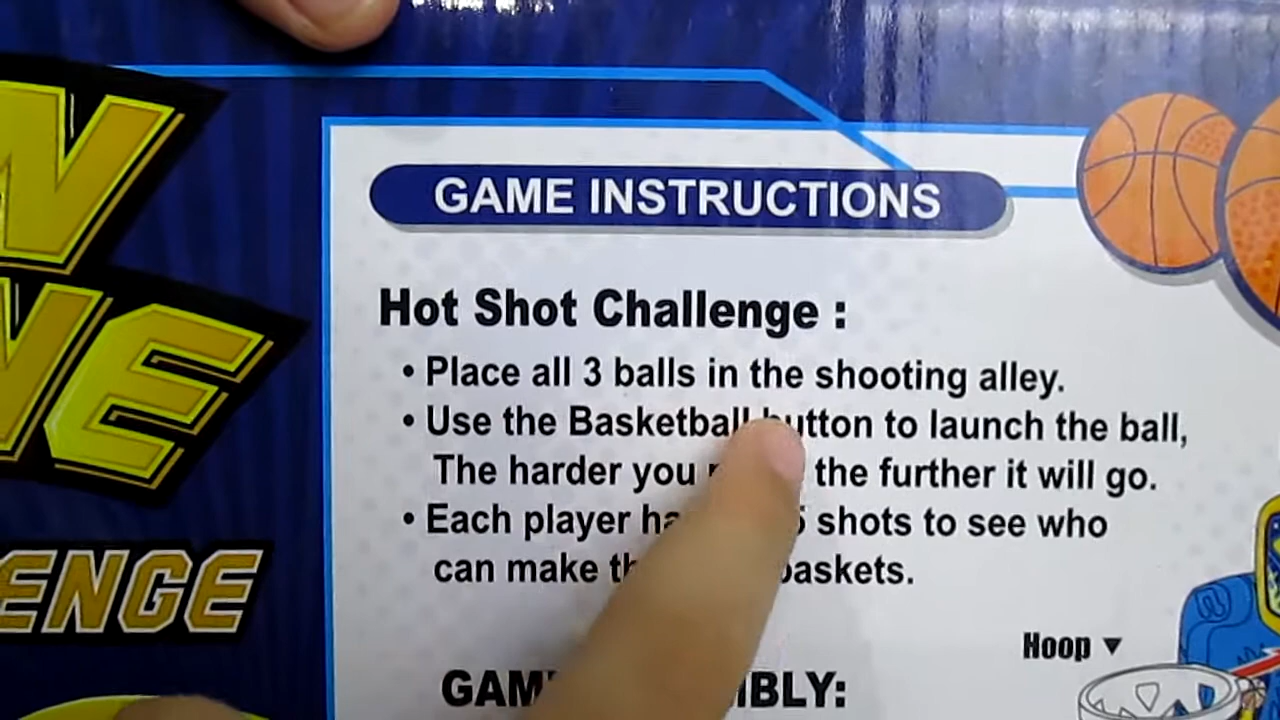 GAME INSTRUCTIONS
Hot Shot Challenge :
• Place all 3 balls in the shooting alley.
• Use the Basketball button to launch the ball,
The harder you the further it will go.
• Each player 5 shots to see who
can make baskets.
Hoop ▼